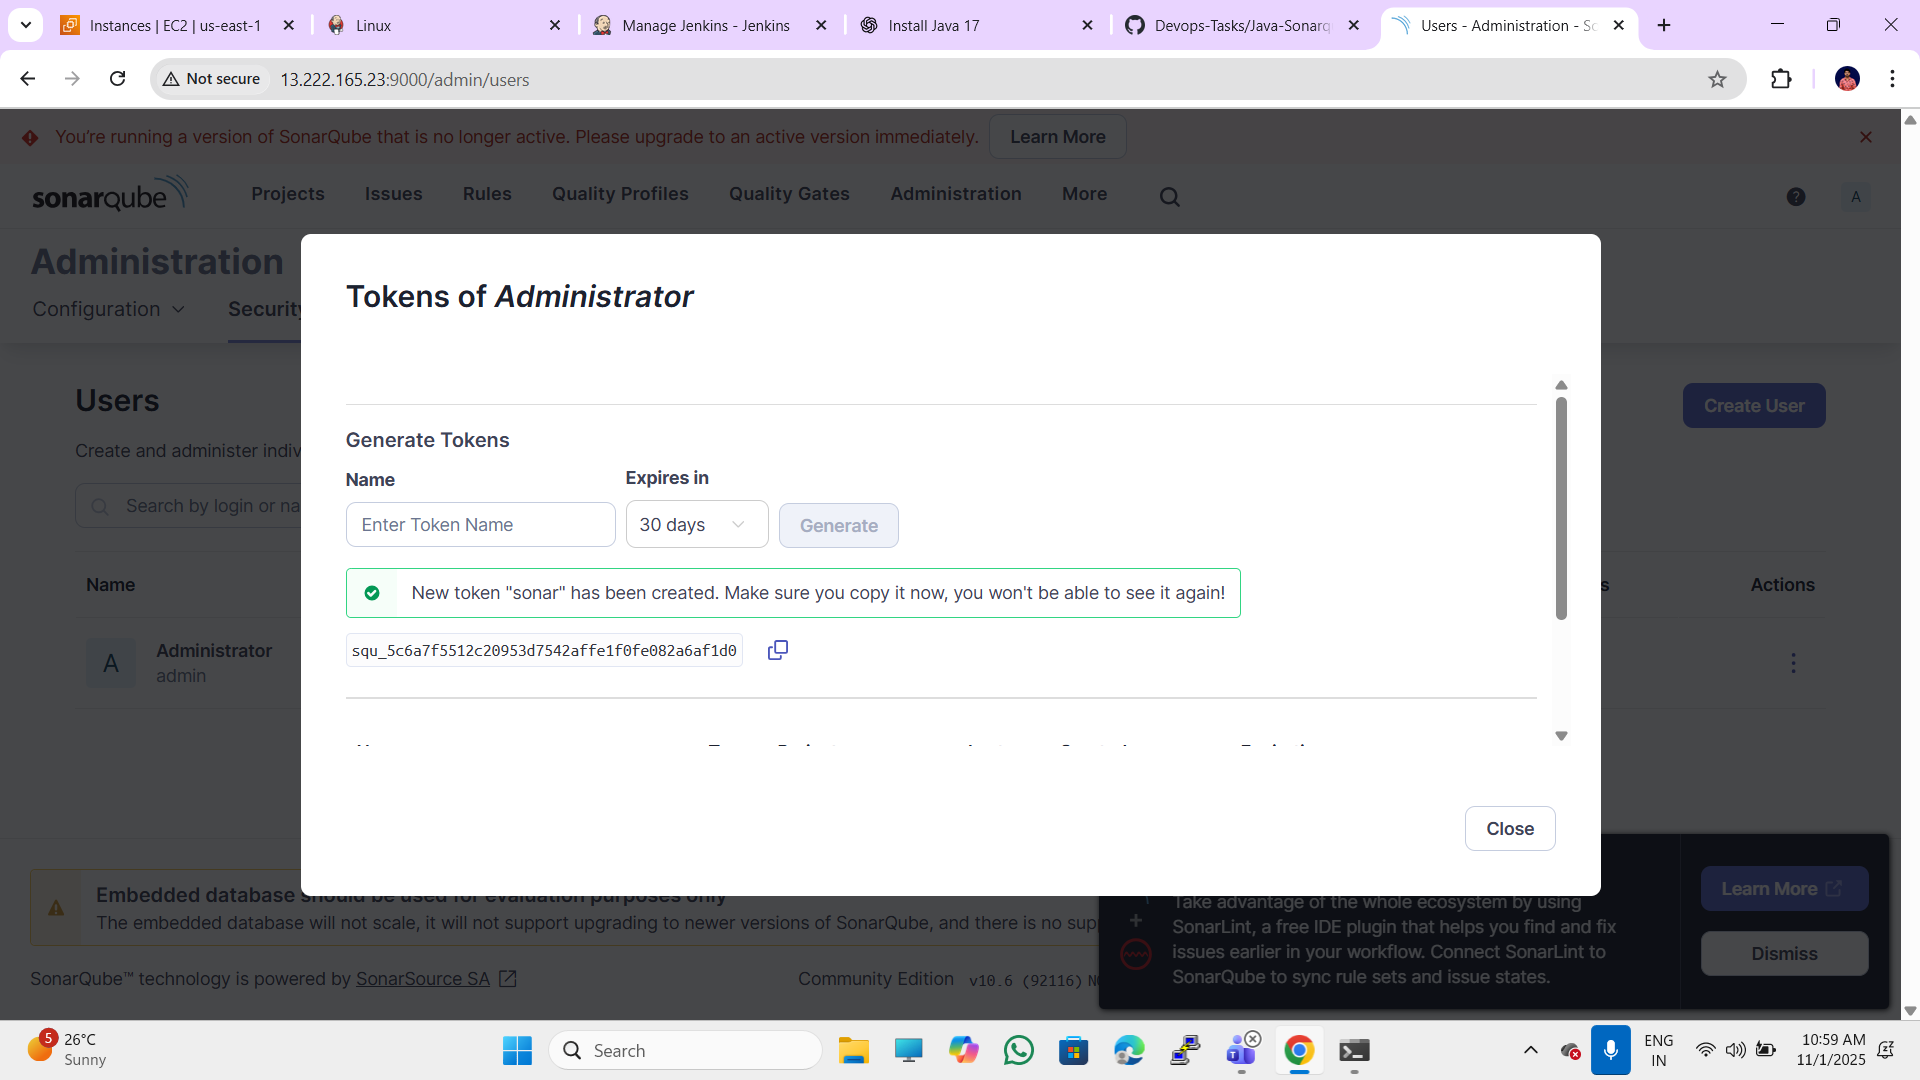 Instances | EC2 | us-east-1
Linux
Manage Jenkins - Jenkins
Install Java 17
Devops-Tasks/Java-Sonarq
Users - Administration - So
Not secure
13.222.165.23:9000/admin/users
You're running a version of SonarQube that is no longer active. Please upgrade to an active version immediately.
Learn More
sonarqube
Projects
Issues
Rules
Quality Profiles
Quality Gates
Administration
More
A
Administration
Configuration
Security
Tokens of Administrator
Users
Create User
Create and administer indiv
Search by login or na
Generate Tokens
Name
Expires in
Enter Token Name
30 days
Generate
New token "sonar" has been created. Make sure you copy it now, you won't be able to see it again!
squ_5c6a7f5512c20953d7542affe1f0fe082a6af1d0
Name
s
Actions
A
Administrator
admin
Close
Embedded database should be used for evaluation purposes only
The embedded database will not scale, it will not support upgrading to newer versions of SonarQube, and there is no sup
Take advantage of the whole ecosystem by using
SonarLint, a free IDE plugin that helps you find and fix
issues earlier in your workflow. Connect SonarLint to
SonarQube to sync rule sets and issue states.
Learn More
Dismiss
SonarQube™ technology is powered by SonarSource SA
Community Edition
v10.6 (92116)
5
26°C
Sunny
Search
ENG
IN
10:59 AM
11/1/2025